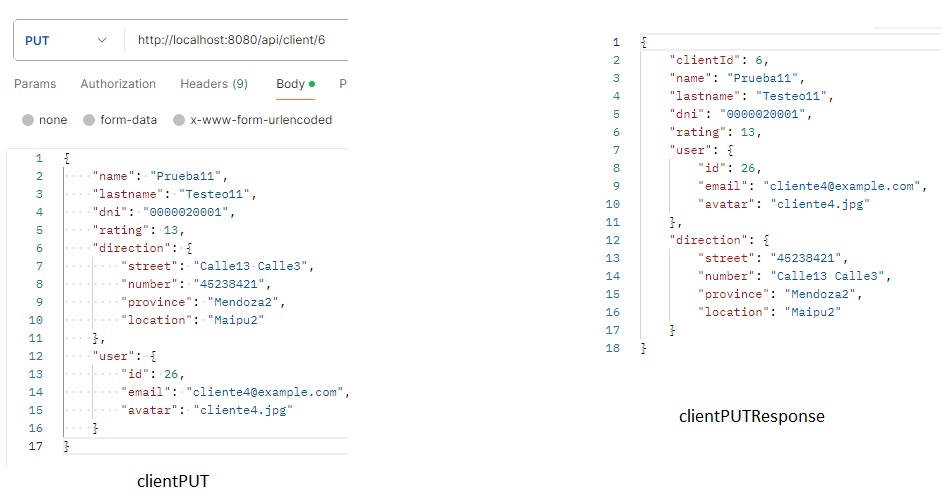 PUT http://localhost:8080/api/client/6
Params Authorization Headers (9) Body P
none form-data x-www-form-urlencoded
1 {
2 "name": "Prueba11",
3 "lastname": "Testeo11",
4 "dni": "0000020001",
5 "rating": 13,
6 "direction": {
7 "street": "Calle13 Calle3",
8 "number": "45238421",
9 "province": "Mendoza2",
10 "location": "Maipu2"
11 },
12 "user": {
13 "id": 26,
14 "email": "cliente4@example.com",
15 "avatar": "cliente4.jpg"
16 }
17 }
clientPUT
1 {
2 "clientId": 6,
3 "name": "Prueba11",
4 "lastname": "Testeo11",
5 "dni": "0000020001",
6 "rating": 13,
7 "user": {
8 "id": 26,
9 "email": "cliente4@example.com",
10 "avatar": "cliente4.jpg"
11 },
12 "direction": {
13 "street": "45238421",
14 "number": "Calle13 Calle3",
15 "province": "Mendoza2",
16 "location": "Maipu2"
17 }
18 }
clientPUTResponse